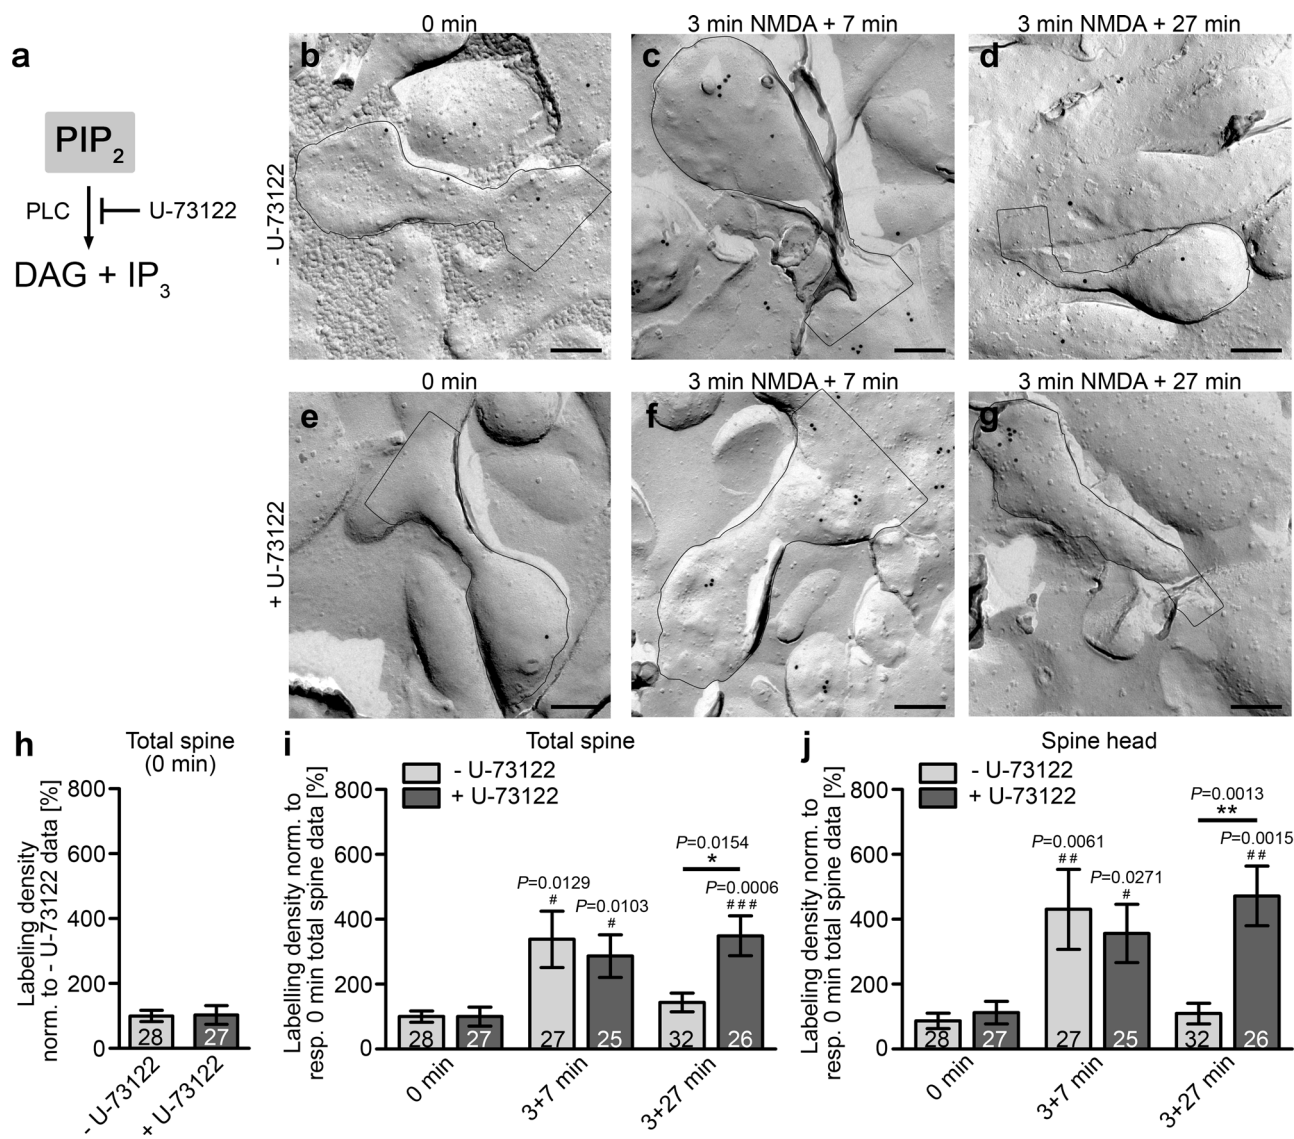 a
PIP2
PLC
U-73122
DAG + IP3
0 min
3 min NMDA + 7 min
3 min NMDA + 27 min
- U-73122
b
c
d
0 min
3 min NMDA + 7 min
3 min NMDA + 27 min
+ U-73122
e
f
g
h
Total spine
(0 min)
Labeling density
norm. to - U-73122 data [%]
800
600
400
200
0
28
27
- U-73122
+ U-73122
i
Total spine
- U-73122
+ U-73122
Labelling density norm. to
resp. 0 min total spine data [%]
800
600
400
200
0
P=0.0129
#
P=0.0103
#
P=0.0154
*
P=0.0006
###
28
27
27
25
32
26
0 min
3+7 min
3+27 min
j
Spine head
- U-73122
+ U-73122
Labeling density norm. to
resp. 0 min total spine data [%]
800
600
400
200
0
P=0.0061
##
P=0.0271
#
P=0.0013
**
P=0.0015
##
28
27
27
25
32
26
0 min
3+7 min
3+27 min